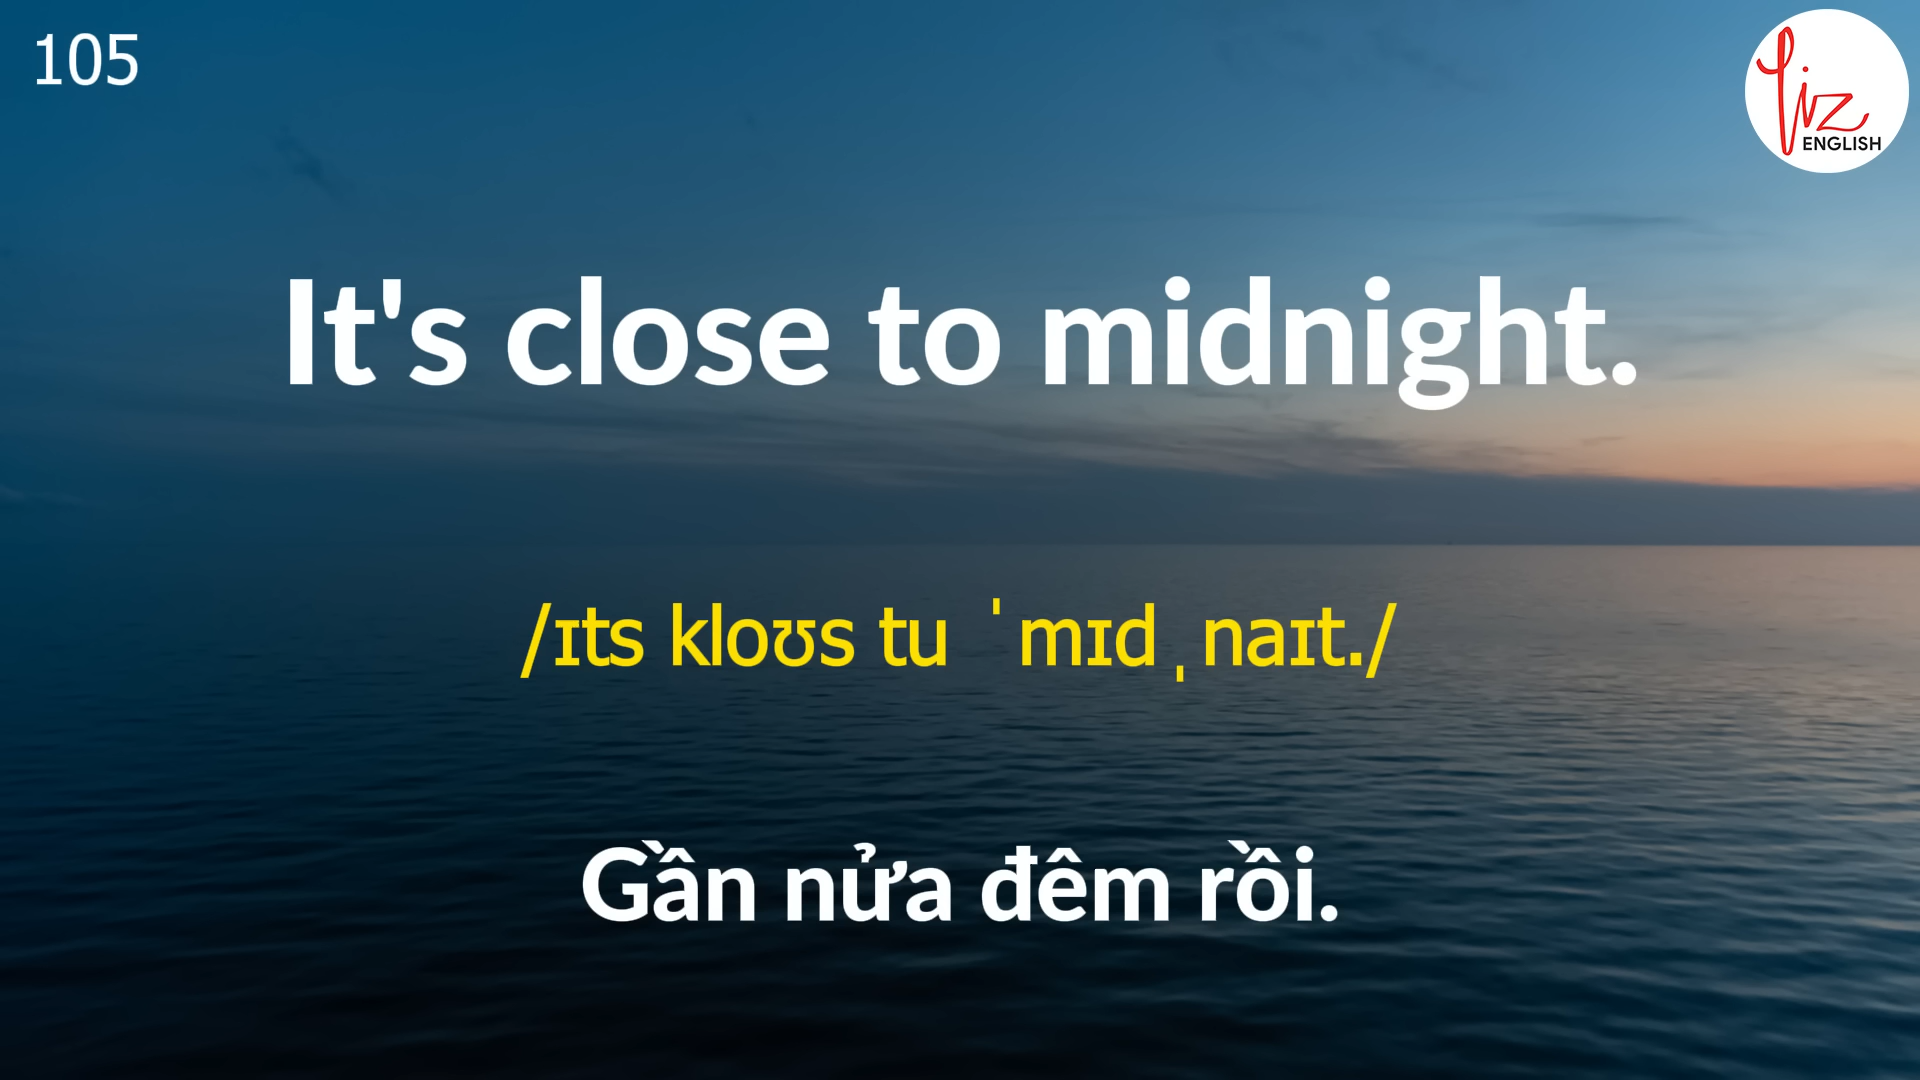 105
Liz
ENGLISH
It's close to midnight.
/ɪts kloʊs tu ˈmɪdˌnaɪt./
Gần nửa đêm rồi.